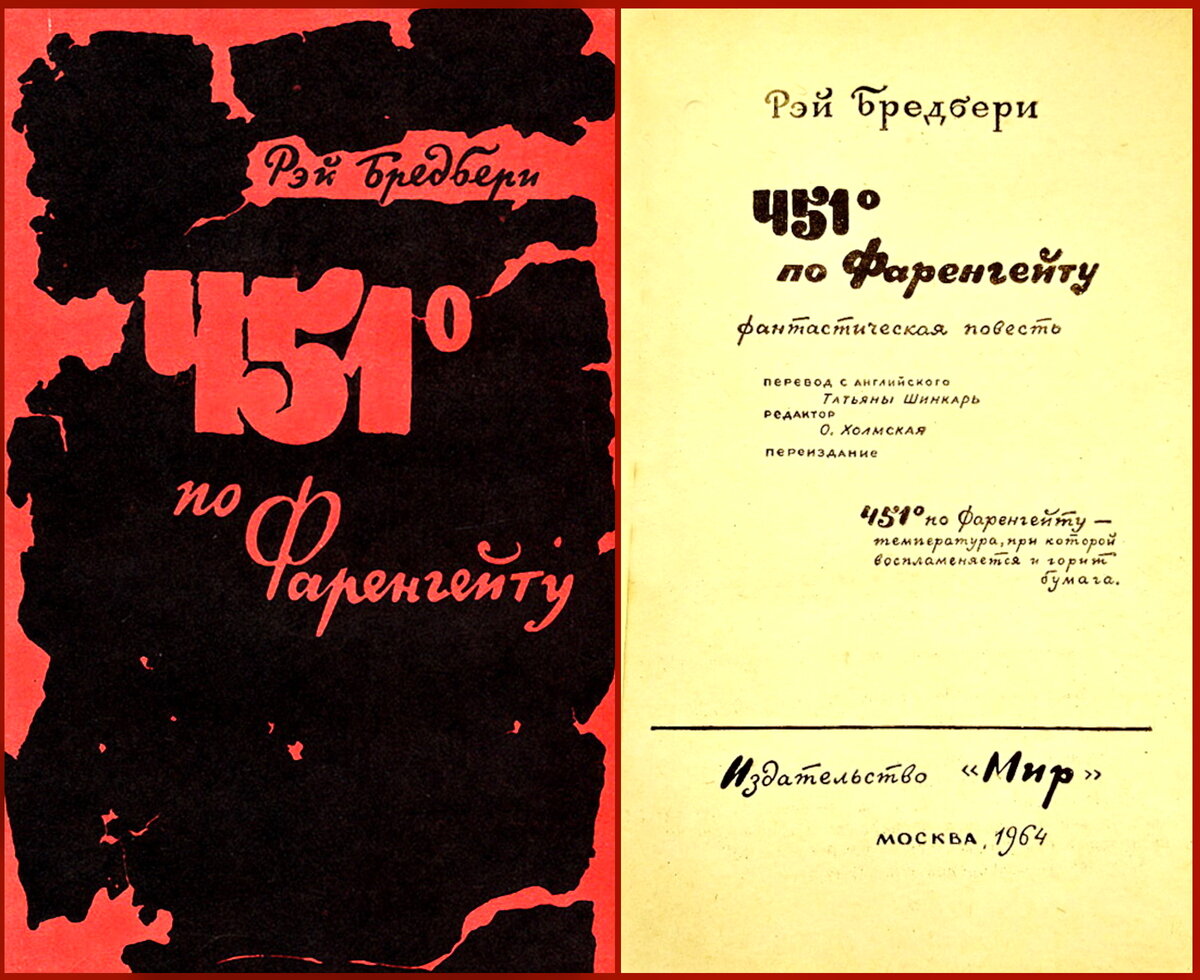 Рэй Бредбери
451°
по
Фаренгейту
Рэй Бредбери
451°
по Фаренгейту
фантастическая повесть
перевод с английского
Татьяны Шинкарь
редактор
О. Холмская
переиздание
451° по Фаренгейту —
температура, при которой
воспламеняется и горит
бумага.
Издательство «Мир»
Москва, 1964